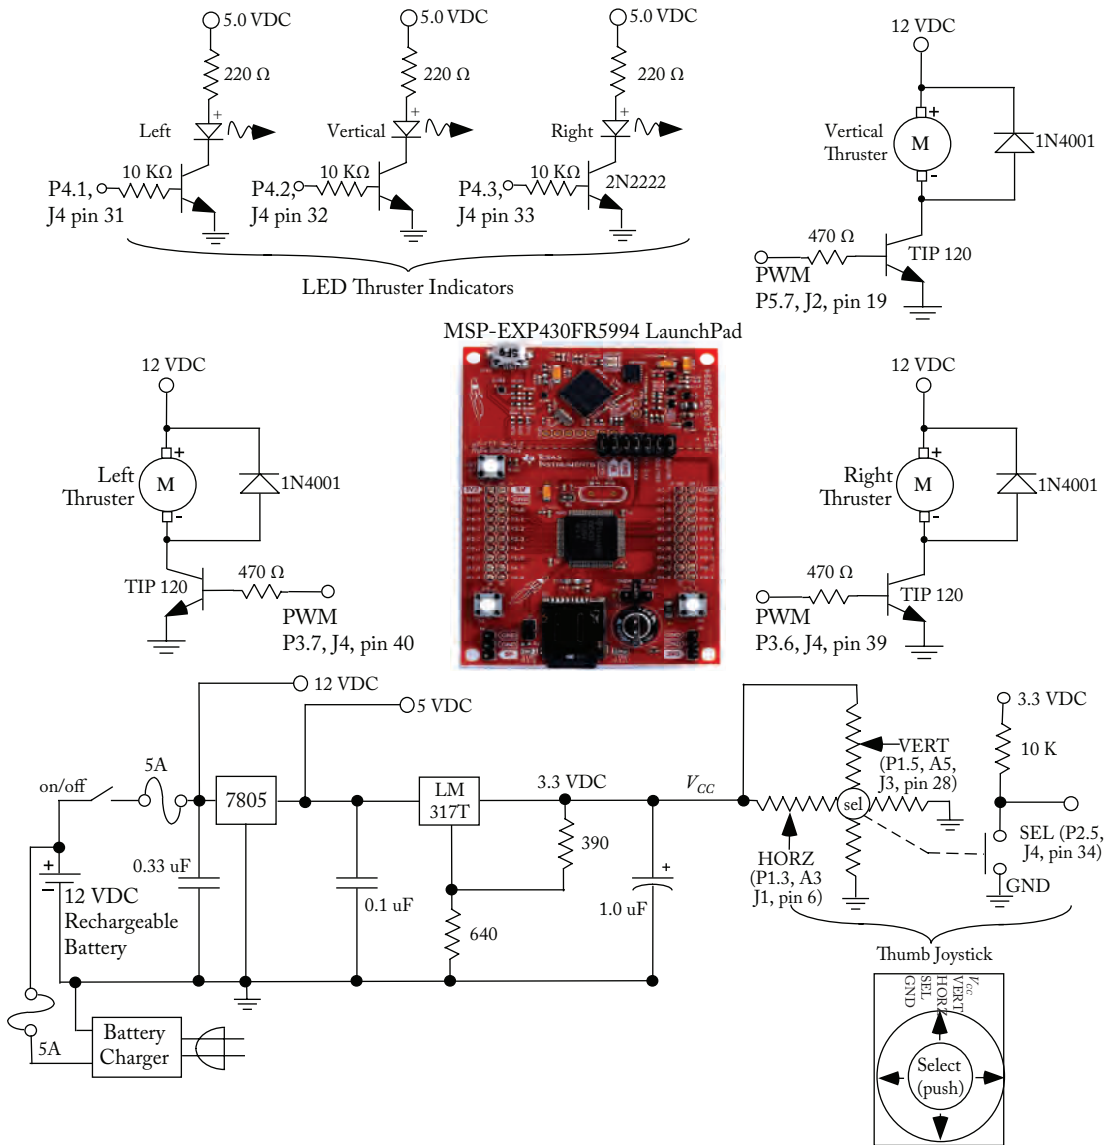 5.0 VDC
5.0 VDC
5.0 VDC
220 Ω
220 Ω
220 Ω
+
+
+
Left
Vertical
Right
10 KΩ
10 KΩ
10 KΩ
2N2222
P4.1,
J4 pin 31
P4.2,
J4 pin 32
P4.3,
J4 pin 33
LED Thruster Indicators
12 VDC
+
M
-
Vertical
Thruster
1N4001
470 Ω
TIP 120
PWM
P5.7, J2, pin 19
MSP-EXP430FR5994 LaunchPad
12 VDC
+
M
-
Left
Thruster
1N4001
TIP 120
470 Ω
PWM
P3.7, J4, pin 40
12 VDC
+
M
-
Right
Thruster
1N4001
470 Ω
TIP 120
PWM
P3.6, J4, pin 39
12 VDC
5 VDC
on/off
5A
7805
LM
317T
3.3 VDC
VCC
390
0.33 uF
0.1 uF
640
1.0 uF
+
+
-
12 VDC
Rechargeable
Battery
5A
Battery
Charger
VERT
(P1.5, A5,
J3, pin 28)
sel
HORZ
(P1.3, A3
J1, pin 6)
3.3 VDC
10 K
SEL (P2.5,
J4, pin 34)
GND
Thumb Joystick
VCC
VERT
HORZ
SEL
GND
Select
(push)